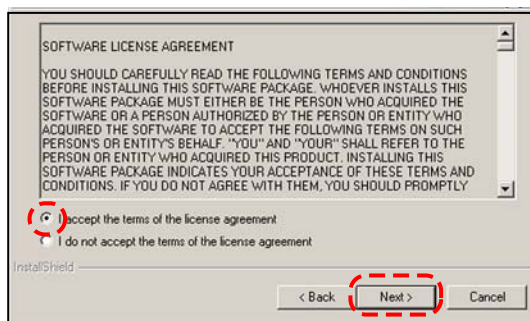 SOFTWARE LICENSE AGREEMENT
YOU SHOULD CAREFULLY READ THE FOLLOWING TERMS AND CONDITIONS
BEFORE INSTALLING THIS SOFTWARE PACKAGE. WHOEVER INSTALLS THIS
SOFTWARE PACKAGE MUST EITHER BE THE PERSON WHO ACQUIRED THE
SOFTWARE OR A PERSON AUTHORIZED BY THE PERSON OR ENTITY WHO
ACQUIRED THE SOFTWARE TO ACCEPT THE FOLLOWING TERMS ON SUCH
PERSON'S OR ENTITY'S BEHALF. "YOU" AND "YOUR" SHALL REFER TO THE
PERSON OR ENTITY WHO ACQUIRED THIS PRODUCT. INSTALLING THIS
SOFTWARE PACKAGE INDICATES YOUR ACCEPTANCE OF THESE TERMS AND
CONDITIONS. IF YOU DO NOT AGREE WITH THEM, YOU SHOULD PROMPTLY
I accept the terms of the license agreement
I do not accept the terms of the license agreement
InstallShield
< Back Next > Cancel